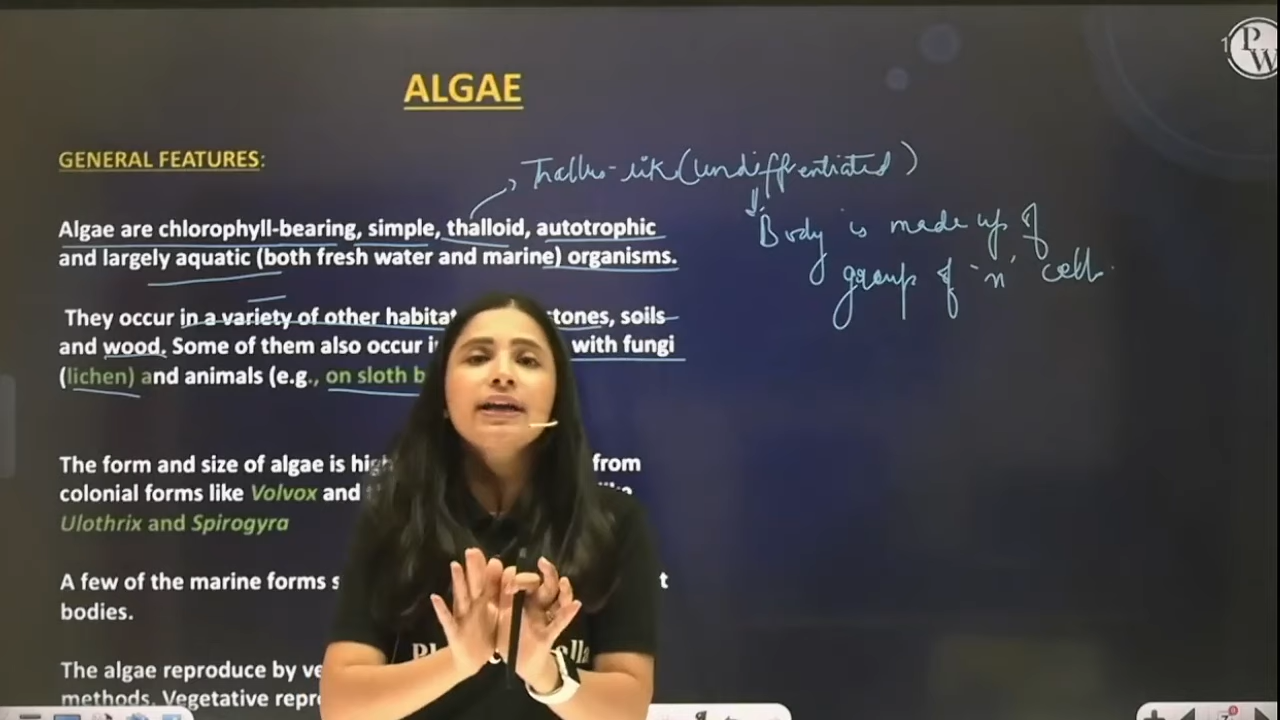 PW
ALGAE
GENERAL FEATURES:
Thallus-lik (undiffrentiated)
Algae are chlorophyll-bearing, simple, thalloid, autotrophic
and largely aquatic (both fresh water and marine) organisms.
Body is made up of
group of 'n' cells.
They occur in a variety of other habitat tones, soils
and wood. Some of them also occur i with fungi
(lichen) and animals (e.g., on sloth b
The form and size of algae is hig from
colonial forms like Volvox and
Ulothrix and Spirogyra
A few of the marine forms s t
bodies.
The algae reproduce by ve
methods. Vegetative repr